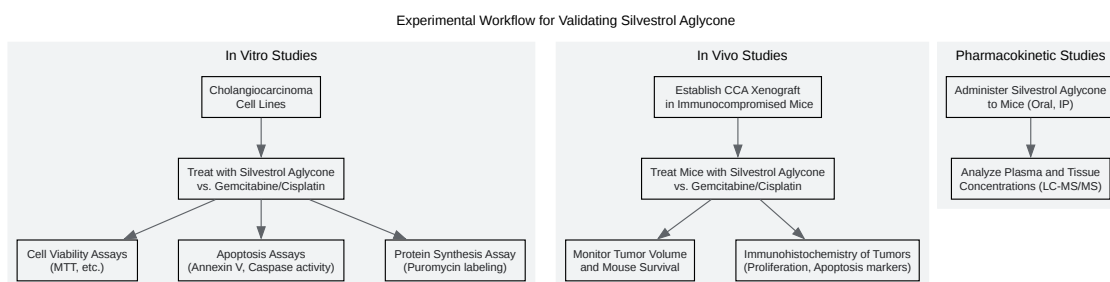 Experimental Workflow for Validating Silvestrol Aglycone
In Vitro Studies
Cholangiocarcinoma
Cell Lines
Treat with Silvestrol Aglycone
vs. Gemcitabine/Cisplatin
Cell Viability Assays
(MTT, etc.)
Apoptosis Assays
(Annexin V, Caspase activity)
Protein Synthesis Assay
(Puromycin labeling)
In Vivo Studies
Establish CCA Xenograft
in Immunocompromised Mice
Treat Mice with Silvestrol Aglycone
vs. Gemcitabine/Cisplatin
Monitor Tumor Volume
and Mouse Survival
Immunohistochemistry of Tumors
(Proliferation, Apoptosis markers)
Pharmacokinetic Studies
Administer Silvestrol Aglycone
to Mice (Oral, IP)
Analyze Plasma and Tissue
Concentrations (LC-MS/MS)